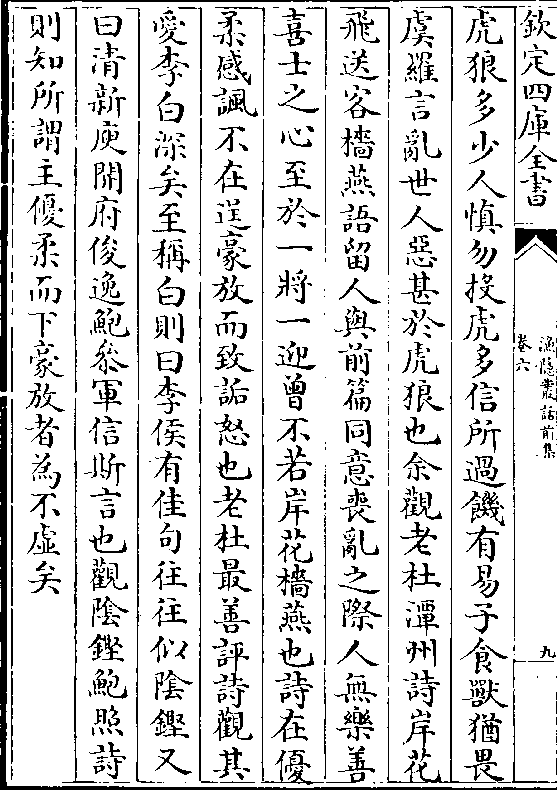 欽定四庫全書
漁隱叢話前集
卷六
九
虎狼多少人慎勿投虎多信所過饑有易子食獸猶畏
虞羅言亂世人惡甚於虎狼也余觀老杜潭州詩岸花
飛送客檣燕語留人與前篇同意喪亂之際人無樂善
喜士之心至於一將一迎曾不若岸花檣燕也詩在優
柔感諷不在逞豪放而致詬怒也老杜最善評詩觀其
愛李白深矣至稱白則曰李侯有佳句往往似陰鏗又
曰清新庾開府俊逸鮑參軍信斯言也觀陰鏗鮑照詩
則知所謂主優柔而下豪放者為不虛矣